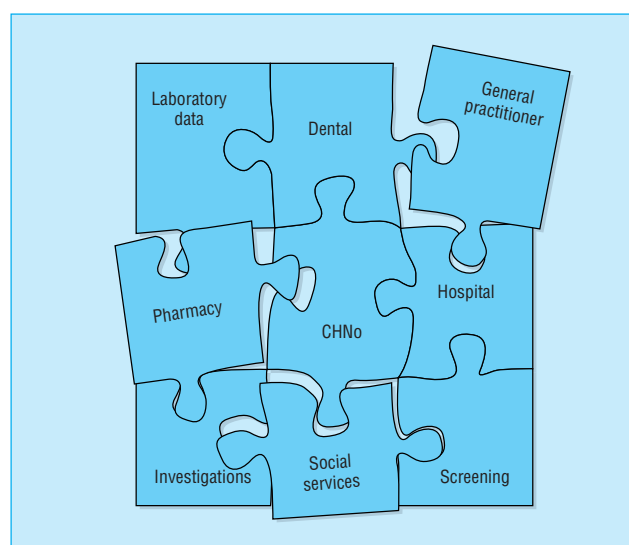 Laboratory
data
Dental
General
practitioner
Pharmacy
CHNo
Hospital
Investigations
Social
services
Screening